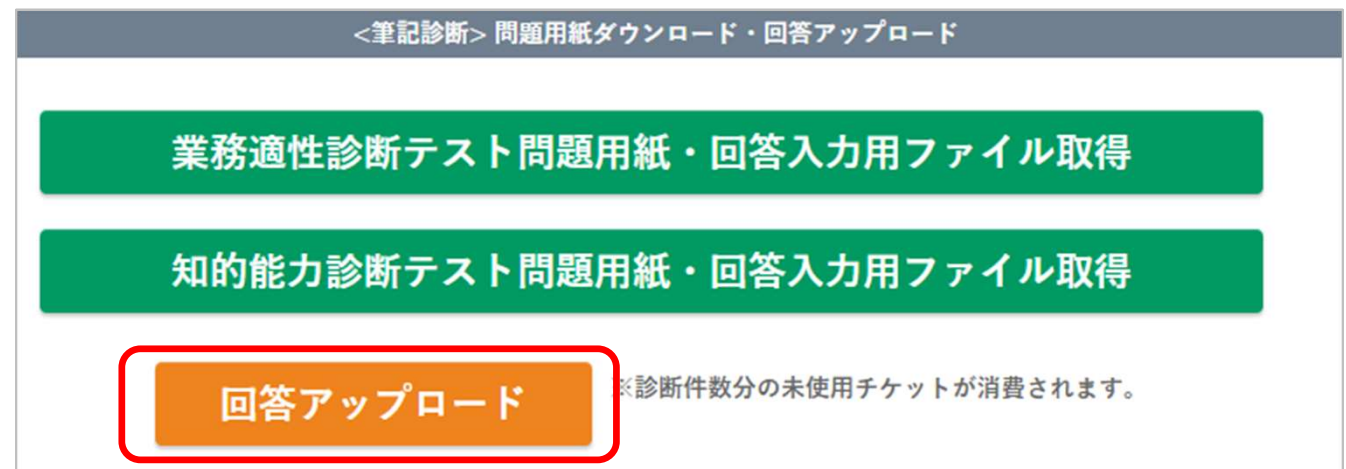 <筆記診断> 問題用紙ダウンロード・回答アップロード
業務適性診断テスト問題用紙・回答入力用ファイル取得
知的能力診断テスト問題用紙・回答入力用ファイル取得
回答アップロード
※診断件数分の未使用チケットが消費されます。